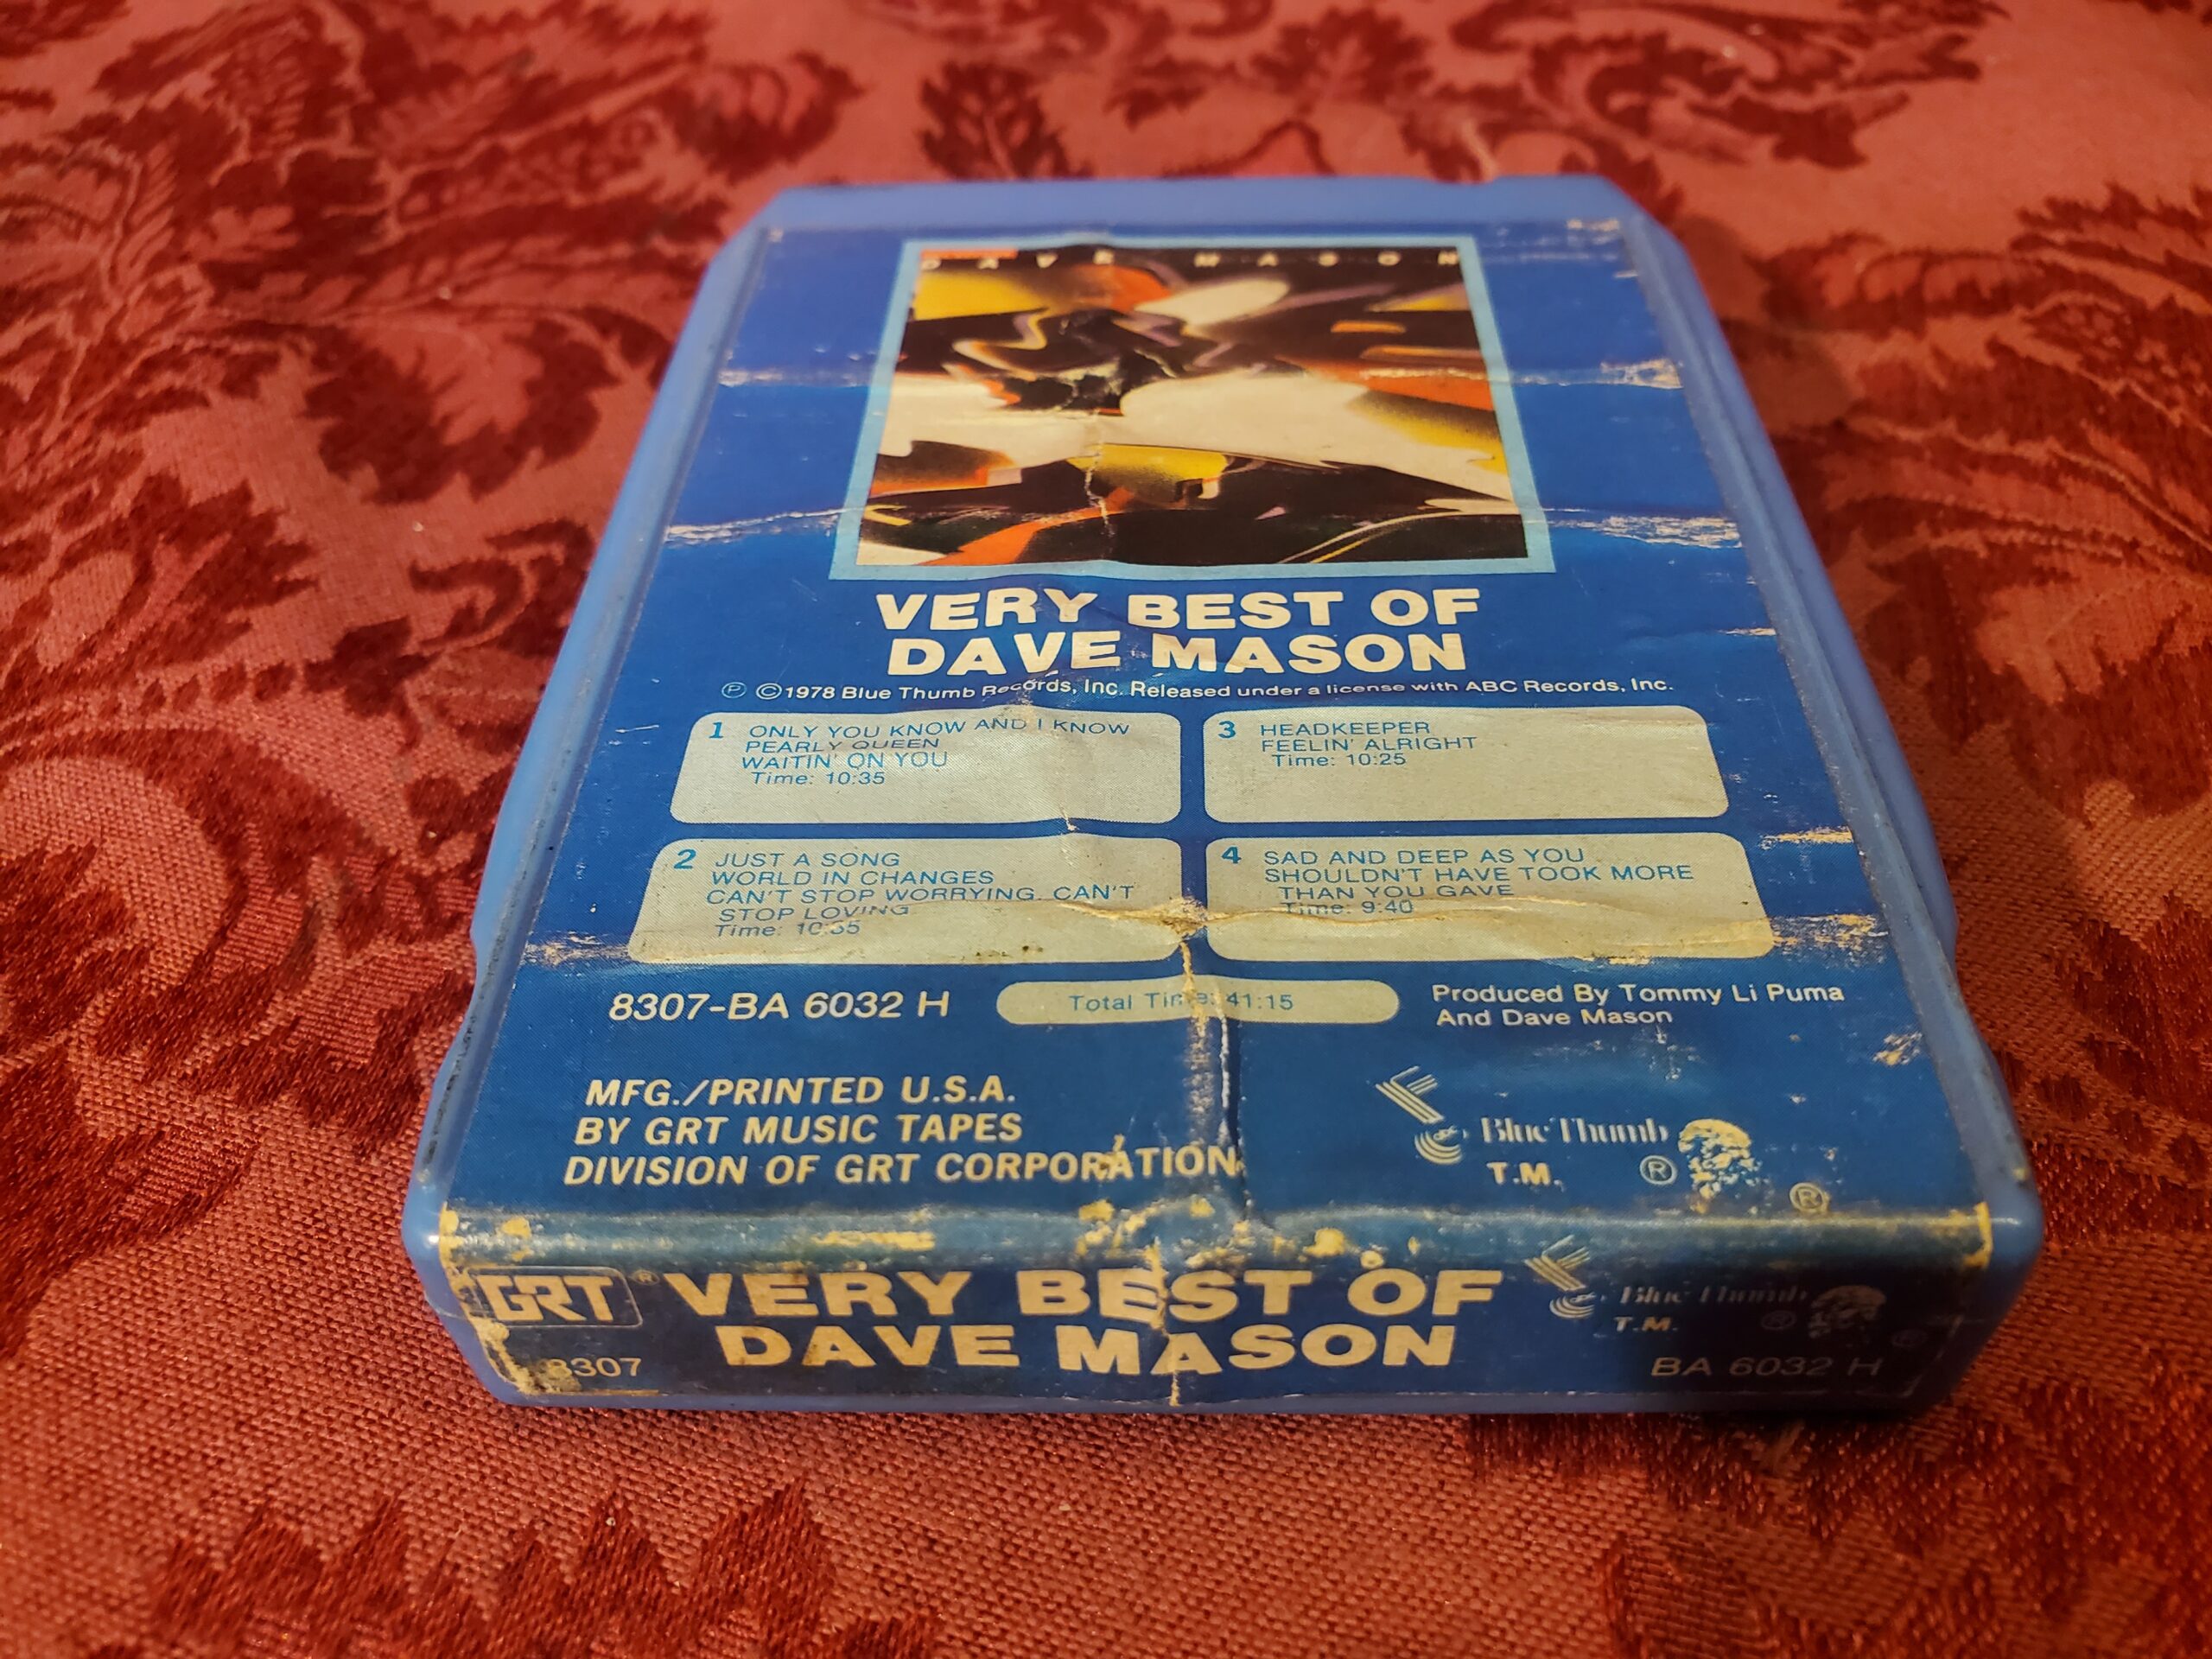 DAVE MASON
VERY BEST OF
DAVE MASON
Ⓟ ©1978 Blue Thumb Records, Inc. Released under a license with ABC Records, Inc.
1 ONLY YOU KNOW AND I KNOW
PEARLY QUEEN
WAITIN' ON YOU
Time: 10:35
2 JUST A SONG
WORLD IN CHANGES
CAN'T STOP WORRYING, CAN'T
STOP LOVING
Time: 10:35
3 HEADKEEPER
FEELIN' ALRIGHT
Time: 10:25
4 SAD AND DEEP AS YOU
SHOULDN'T HAVE TOOK MORE
THAN YOU GAVE
Time: 9:40
8307-BA 6032 H
Total Time: 41:15
Produced By Tommy Li Puma
And Dave Mason
MFG./PRINTED U.S.A.
BY GRT MUSIC TAPES
DIVISION OF GRT CORPORATION
Blue Thumb
T.M. ® ®
GRT® VERY BEST OF
DAVE MASON
8307
Blue Thumb
T.M. ® ®
BA 6032 H